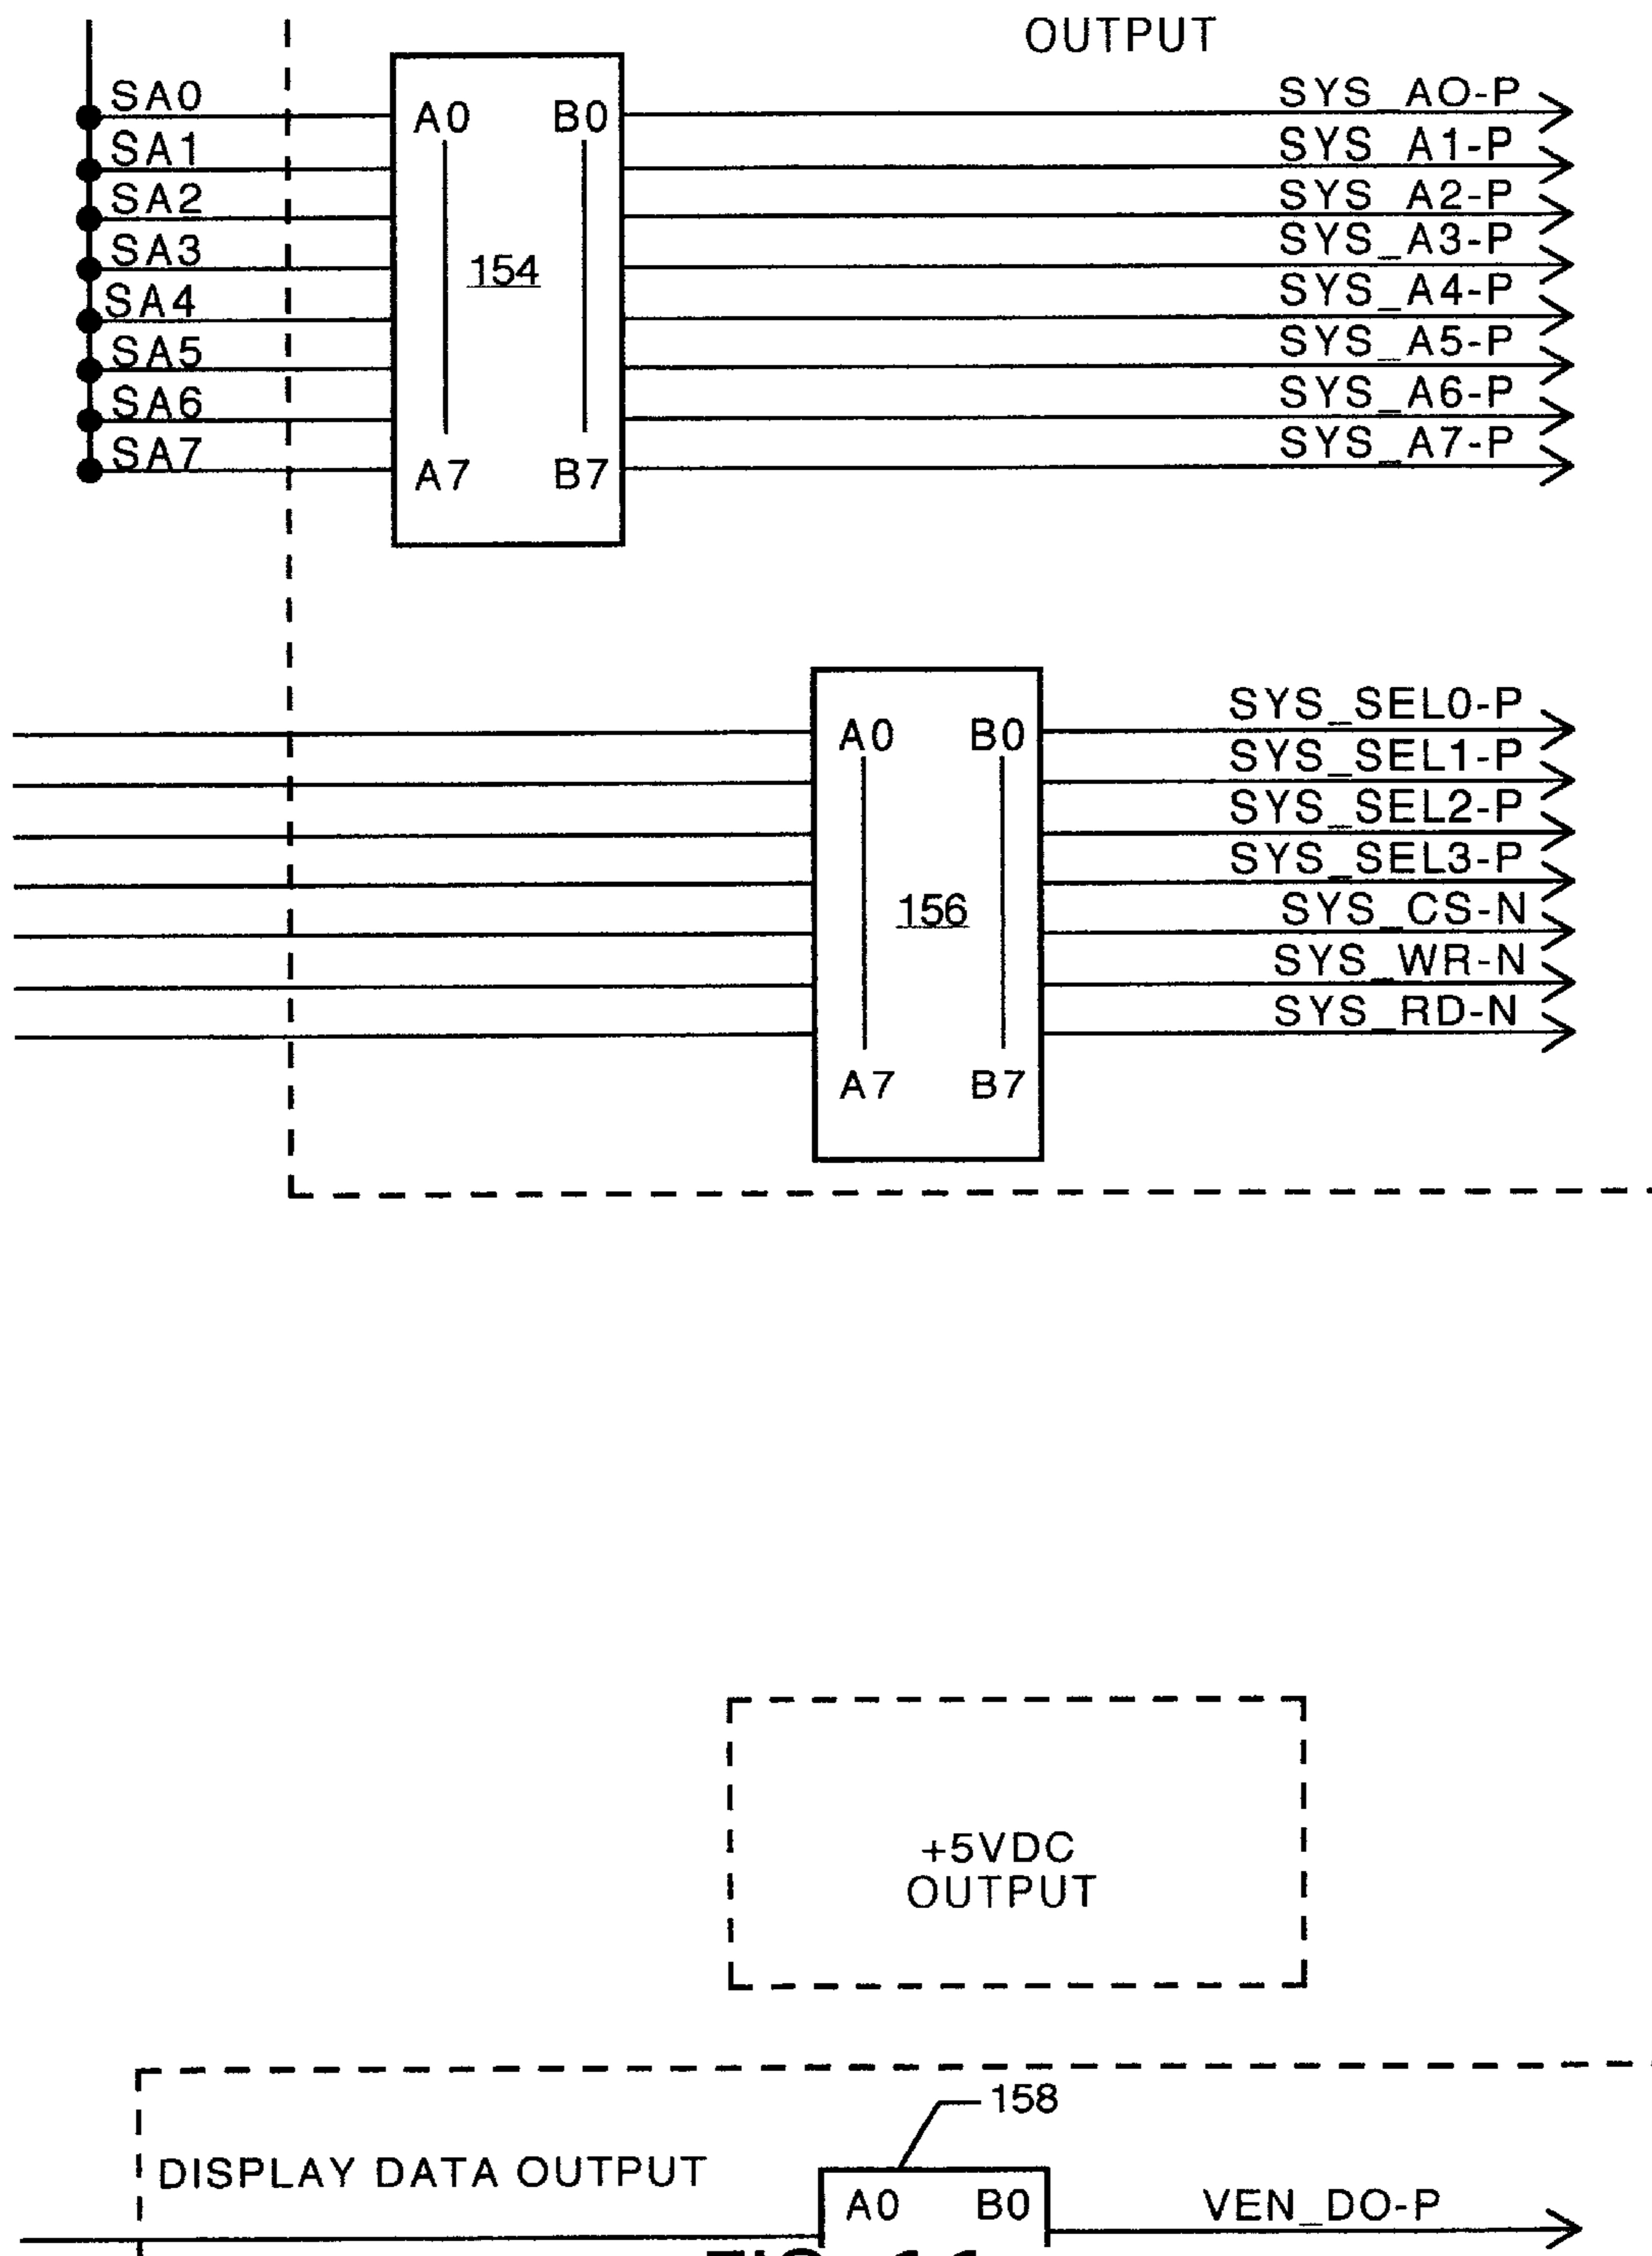 OUTPUT
SA0 A0 B0 SYS_AO-P
SA1 SYS_A1-P
SA2 SYS_A2-P
SA3 SYS_A3-P
154
SA4 SYS_A4-P
SA5 SYS_A5-P
SA6 SYS_A6-P
SA7 A7 B7 SYS_A7-P
A0 B0 SYS_SEL0-P
SYS_SEL1-P
SYS_SEL2-P
SYS_SEL3-P
156 SYS_CS-N
SYS_WR-N
SYS_RD-N
A7 B7
+5VDC
OUTPUT
158
DISPLAY DATA OUTPUT
A0 B0 VEN_DO-P